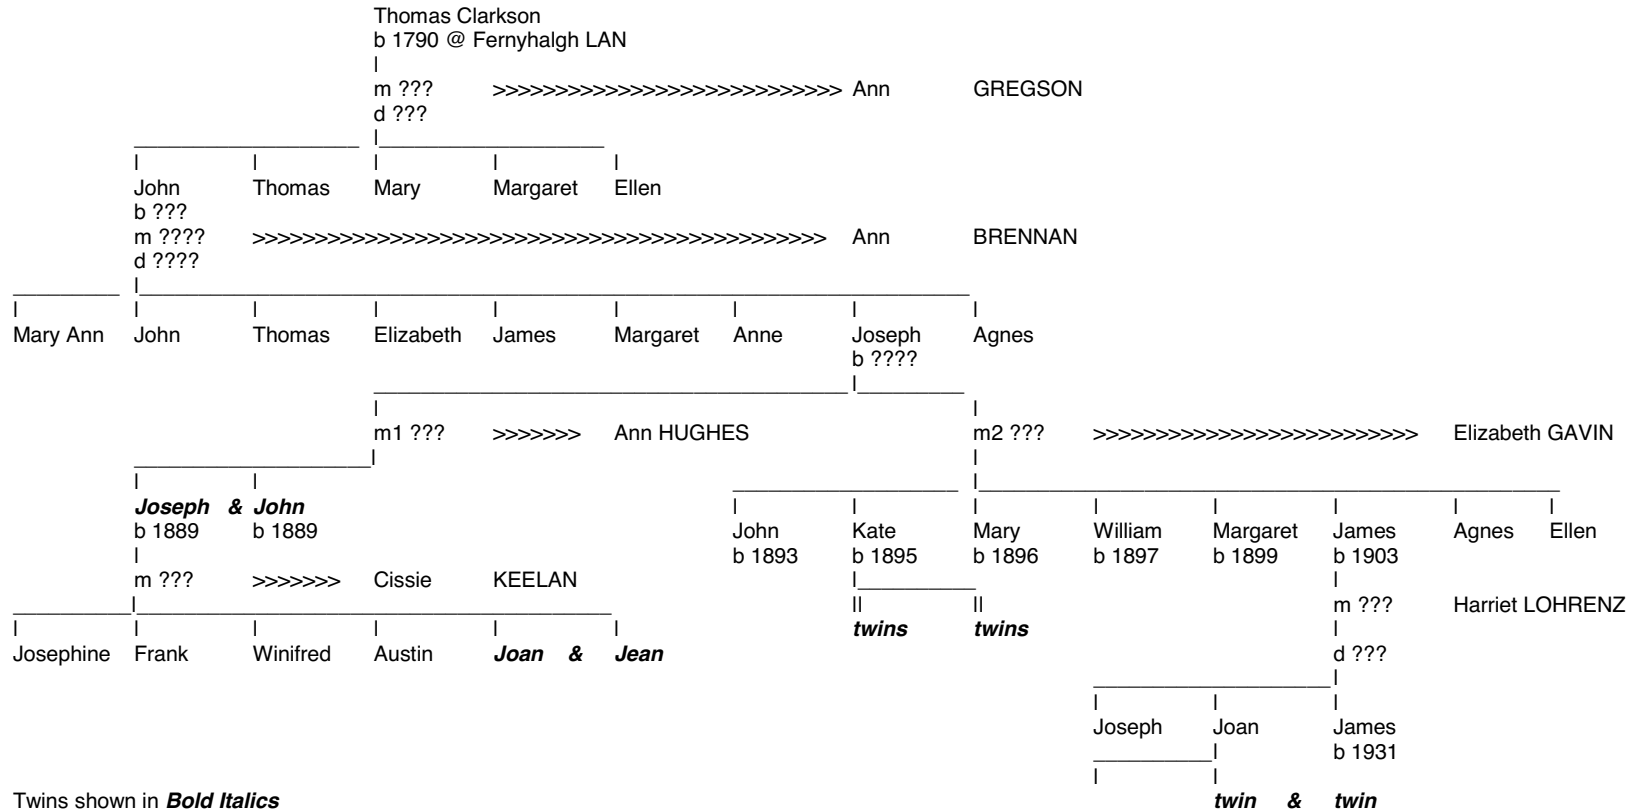 Thomas Clarkson
b 1790 @ Fernyhalgh LAN
m ??? >>>>>>>>>>>>>>>>>>>>>>>>>>>> Ann GREGSON
d ???
John Thomas Mary Margaret Ellen
b ???
m ???? >>>>>>>>>>>>>>>>>>>>>>>>>>>>>>>>>>>>>>>>>>>>>> Ann BRENNAN
d ????
Mary Ann John Thomas Elizabeth James Margaret Anne Joseph Agnes
b ????
m1 ??? >>>>>>> Ann HUGHES m2 ??? >>>>>>>>>>>>>>>>>>>>>>>>>> Elizabeth GAVIN
Joseph & John
b 1889 b 1889 John Kate Mary William Margaret James Agnes Ellen
b 1893 b 1895 b 1896 b 1897 b 1899 b 1903
m ??? >>>>>>> Cissie KEELAN
m ??? Harriet LOHRENZ
twins twins
Josephine Frank Winifred Austin Joan & Jean d ???
Joseph Joan James
b 1931
Twins shown in Bold Italics twin & twin